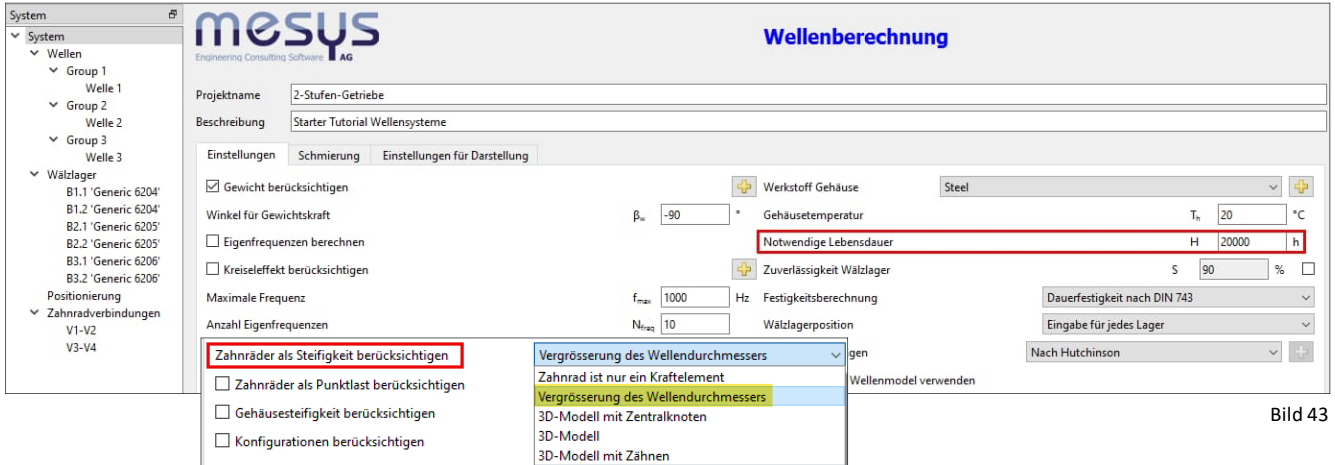 System
System
Wellen
Group 1
Welle 1
Group 2
Welle 2
Group 3
Welle 3
Wälzlager
B1.1 'Generic 6204'
B1.2 'Generic 6204'
B2.1 'Generic 6205'
B2.2 'Generic 6205'
B3.1 'Generic 6206'
B3.2 'Generic 6206'
Positionierung
Zahnradverbindungen
V1-V2
V3-V4
mesys
Engineering Consulting Software AG
Wellenberechnung
Projektname 2-Stufen-Getriebe
Beschreibung Starter Tutorial Wellensysteme
Einstellungen Schmierung Einstellungen für Darstellung
Gewicht berücksichtigen Werkstoff Gehäuse Steel
Winkel für Gewichtskraft βw -90 ° Gehäusetemperatur Th 20 °C
Eigenfrequenzen berechnen Notwendige Lebensdauer H 20000 h
Kreiseleffekt berücksichtigen Zuverlässigkeit Wälzlager S 90 %
Maximale Frequenz fmax 1000 Hz Festigkeitsberechnung Dauerfestigkeit nach DIN 743
Anzahl Eigenfrequenzen Nfreq 10 Wälzlagerposition Eingabe für jedes Lager
Zahnräder als Steifigkeit berücksichtigen Vergrösserung des Wellendurchmessers gen Nach Hutchinson
Zahnrad ist nur ein Kraftelement Wellenmodel verwenden
Zahnräder als Punktlast berücksichtigen Vergrösserung des Wellendurchmessers
Gehäusesteifigkeit berücksichtigen 3D-Modell mit Zentralknoten
3D-Modell
Konfigurationen berücksichtigen 3D-Modell mit Zähnen
Bild 43